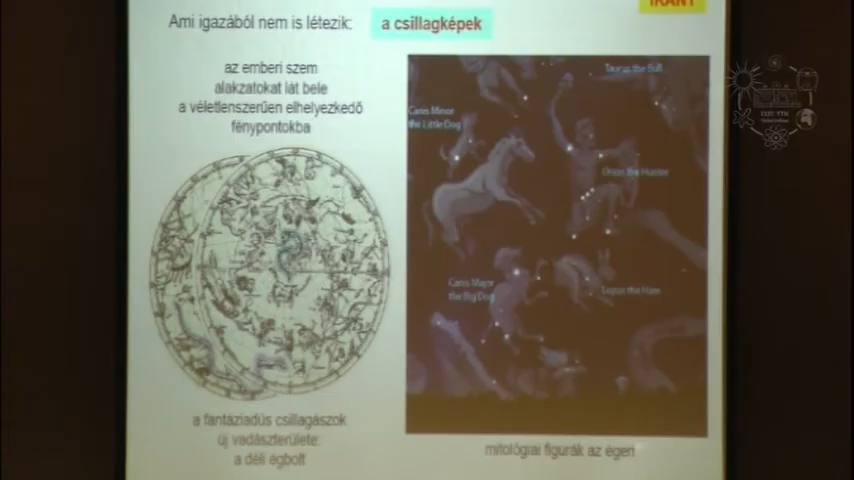 IRÁNY
Ami igazából nem is létezik: a csillagképek
az emberi szem
alakzatokat lát bele
a véletlenszerűen elhelyezkedő
fénypontokba
Taurus the Bull
Canis Minor
the Little Dog
Orion the Hunter
Canis Major
the Big Dog
Lepus the Hare
a fantáziadús csillagászok
új vadászterülete:
a déli égbolt
mitológiai figurák az égen